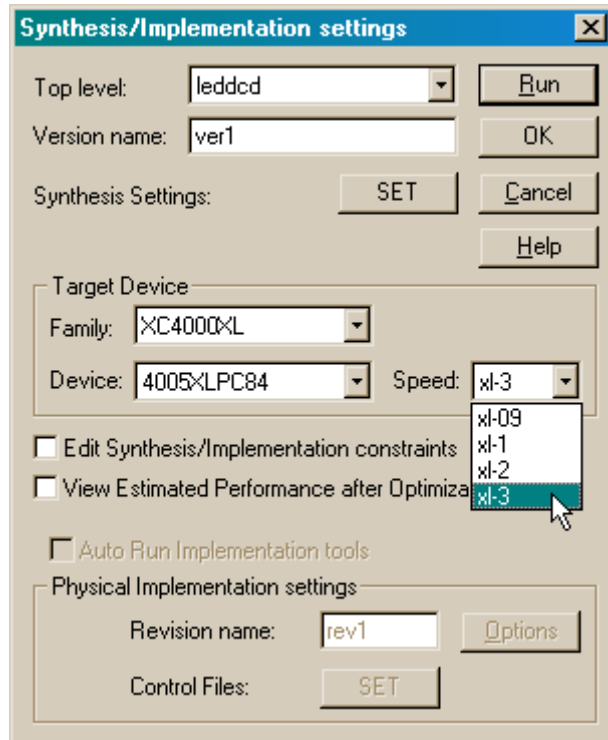 Synthesis/Implementation settings
Top level: leddcd Run
Version name: ver1 OK
Synthesis Settings: SET Cancel
Help
Target Device
Family: XC4000XL
Device: 4005XLPC84 Speed: xl-3
xl-09
Edit Synthesis/Implementation constraints xl-1
xl-2
View Estimated Performance after Optimiza xl-3
Auto Run Implementation tools
Physical Implementation settings
Revision name: rev1 Options
Control Files: SET